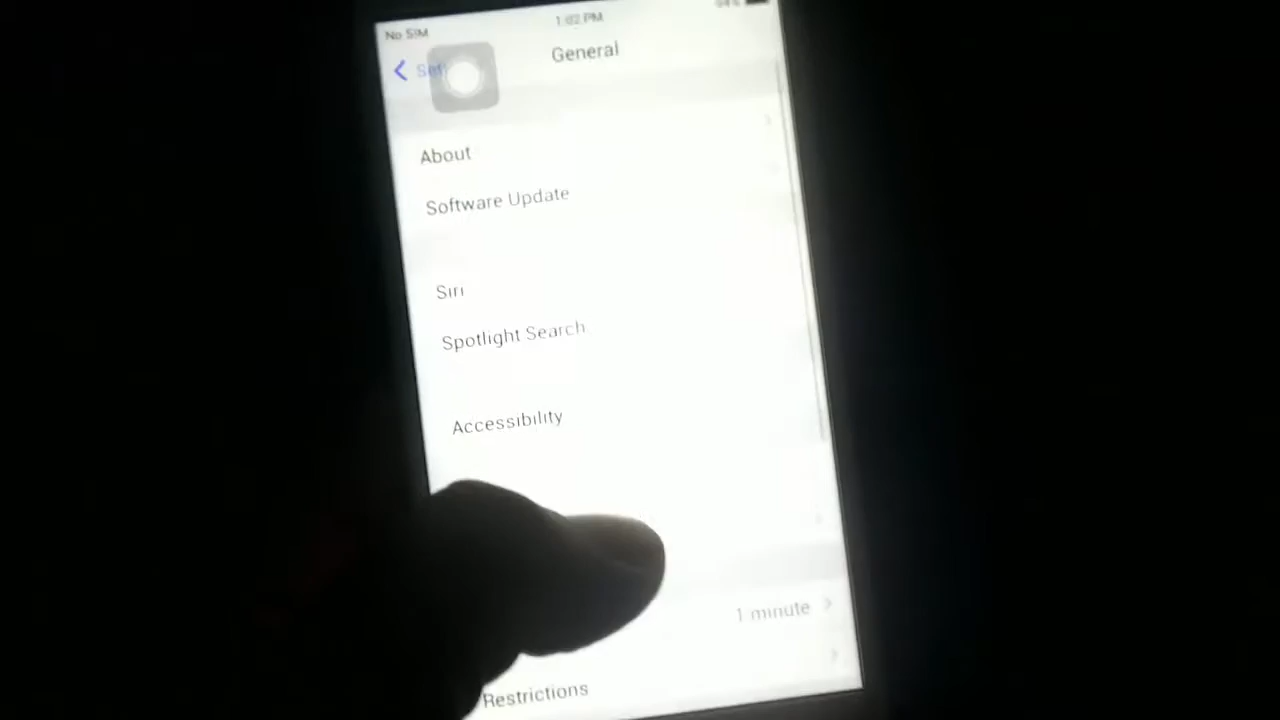 No SIM
1:02 PM
General
About
Software Update
Siri
Spotlight Search
Accessibility
1 minute
Restrictions